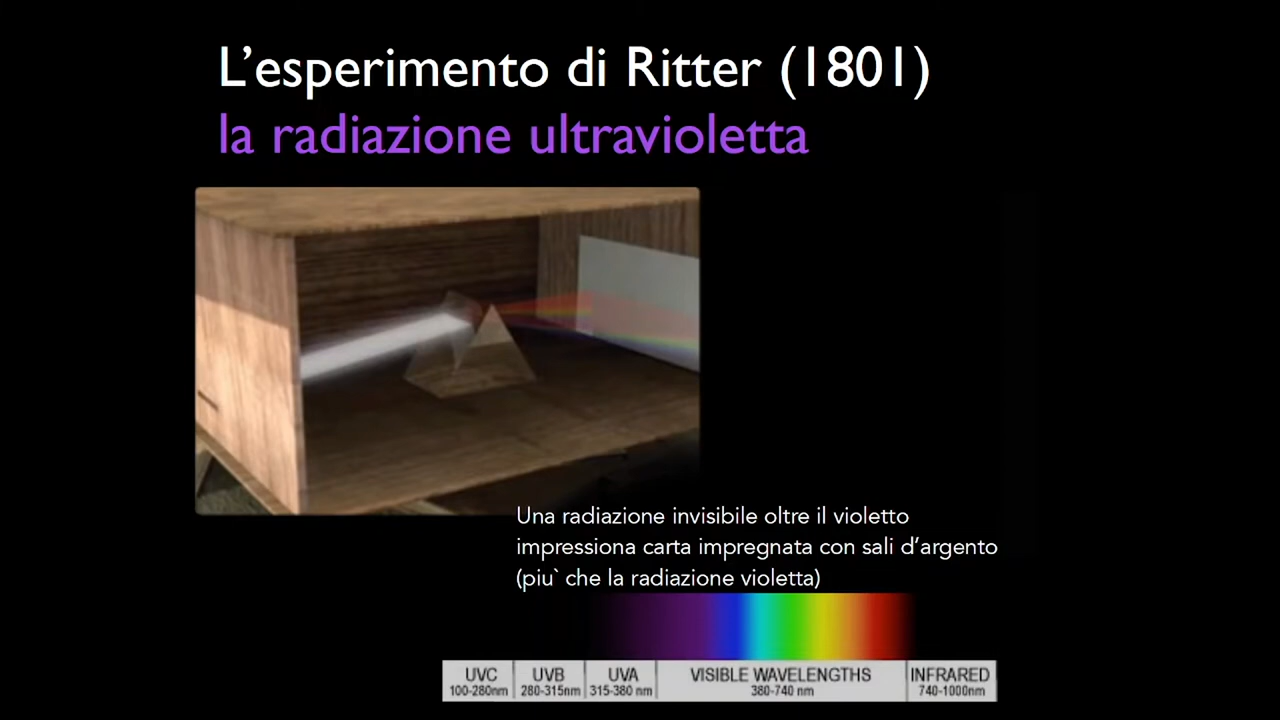 L'esperimento di Ritter (1801)
la radiazione ultravioletta
Una radiazione invisibile oltre il violetto
impressiona carta impregnata con sali d'argento
(piu` che la radiazione violetta)
UVC UVB UVA VISIBLE WAVELENGTHS INFRARED
100-280nm 280-315nm 315-380 nm 380-740 nm 740-1000nm